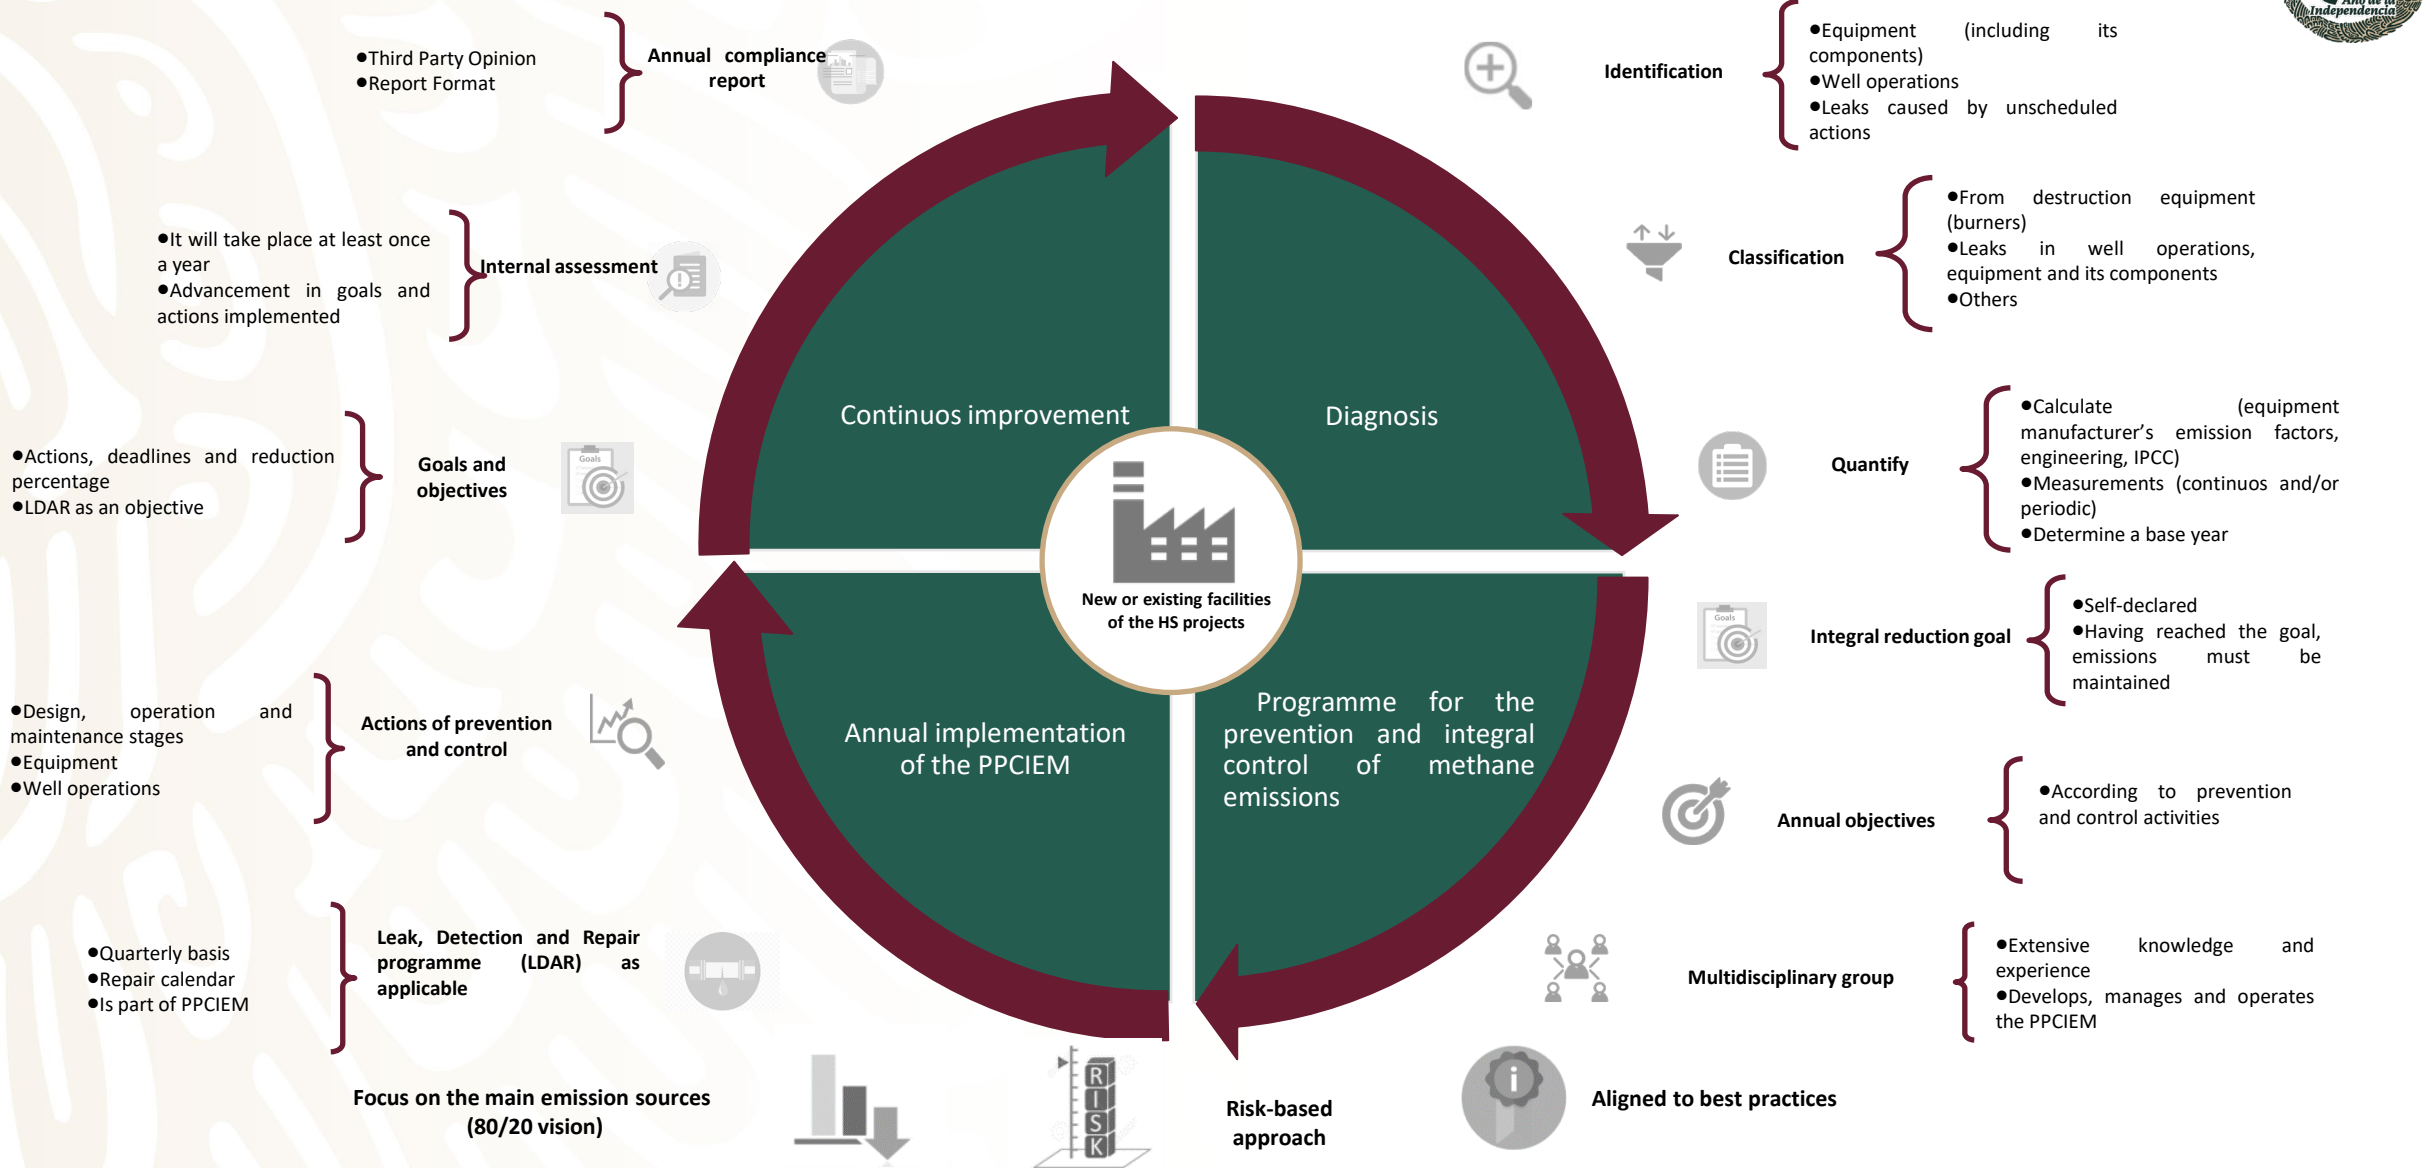 Año de la
Independencia
●Third Party Opinion
●Report Format
Annual compliance
report
Identification
●Equipment (including its
components)
●Well operations
●Leaks caused by unscheduled
actions
●It will take place at least once
a year
●Advancement in goals and
actions implemented
Internal assessment
Classification
●From destruction equipment
(burners)
●Leaks in well operations,
equipment and its components
●Others
Continuos improvement
Diagnosis
●Actions, deadlines and reduction
percentage
●LDAR as an objective
Goals and
objectives
Goals
Quantify
●Calculate (equipment
manufacturer's emission factors,
engineering, IPCC)
●Measurements (continuos and/or
periodic)
●Determine a base year
New or existing facilities
of the HS projects
Goals
Integral reduction goal
●Self-declared
●Having reached the goal,
emissions must be
maintained
●Design, operation and
maintenance stages
●Equipment
●Well operations
Actions of prevention
and control
Annual implementation
of the PPCIEM
Programme for the
prevention and integral
control of methane
emissions
Annual objectives
●According to prevention
and control activities
●Quarterly basis
●Repair calendar
●Is part of PPCIEM
Leak, Detection and Repair
programme (LDAR) as
applicable
Multidisciplinary group
●Extensive knowledge and
experience
●Develops, manages and operates
the PPCIEM
Focus on the main emission sources
(80/20 vision)
RISK
Risk-based
approach
i
Aligned to best practices